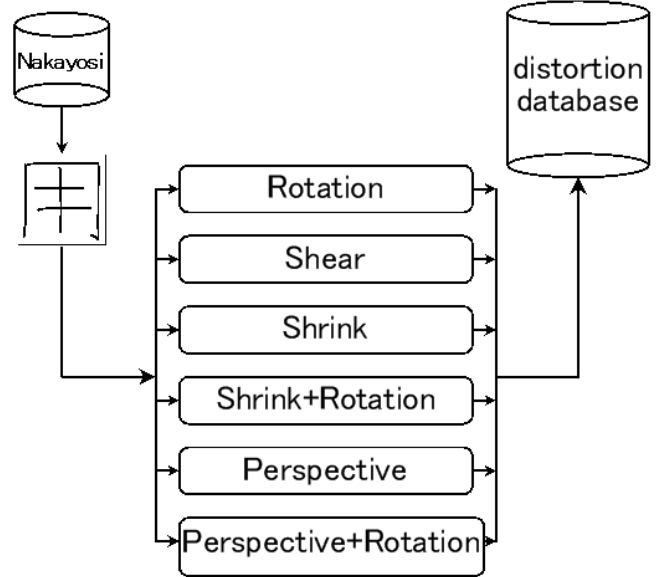 Nakayosi
distortion
database
Rotation
Shear
Shrink
Shrink+Rotation
Perspective
Perspective+Rotation